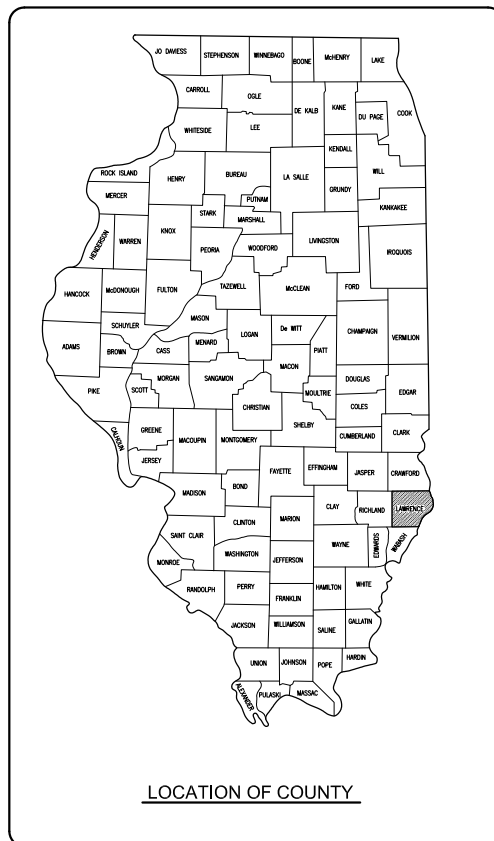 JO DAVIESS
STEPHENSON
WINNEBAGO
BOONE
McHENRY
LAKE
CARROLL
OGLE
DE KALB
KANE
COOK
DU PAGE
WHITESIDE
LEE
KENDALL
WILL
ROCK ISLAND
HENRY
BUREAU
LA SALLE
GRUNDY
MERCER
PUTNAM
KANKAKEE
STARK
MARSHALL
HENDERSON
WARREN
KNOX
PEORIA
WOODFORD
LIVINGSTON
IROQUOIS
TAZEWELL
McCLEAN
FORD
HANCOCK
McDONOUGH
FULTON
MASON
SCHUYLER
LOGAN
De WITT
CHAMPAIGN
VERMILION
ADAMS
BROWN
CASS
MENARD
PIATT
MACON
PIKE
SCOTT
MORGAN
SANGAMON
MOULTRIE
DOUGLAS
EDGAR
CHRISTIAN
COLES
CALHOUN
GREENE
MACOUPIN
MONTGOMERY
SHELBY
CUMBERLAND
CLARK
JERSEY
FAYETTE
EFFINGHAM
JASPER
CRAWFORD
MADISON
BOND
CLAY
RICHLAND
LAWRENCE
CLINTON
MARION
SAINT CLAIR
WAYNE
EDWARDS
WABASH
WASHINGTON
JEFFERSON
MONROE
RANDOLPH
PERRY
HAMILTON
WHITE
FRANKLIN
JACKSON
WILLIAMSON
SALINE
GALLATIN
UNION
JOHNSON
POPE
HARDIN
ALEXANDER
PULASKI
MASSAC
LOCATION OF COUNTY